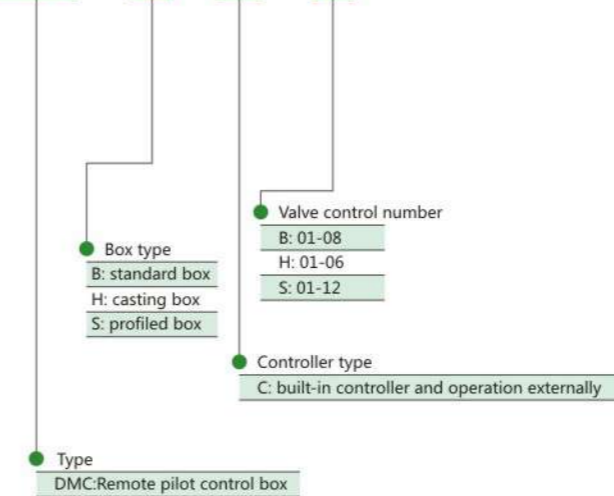 Valve control number
B: 01-08
H: 01-06
S: 01-12
Box type
B: standard box
H: casting box
S: profiled box
Controller type
C: built-in controller and operation externally
Type
DMC:Remote pilot control box